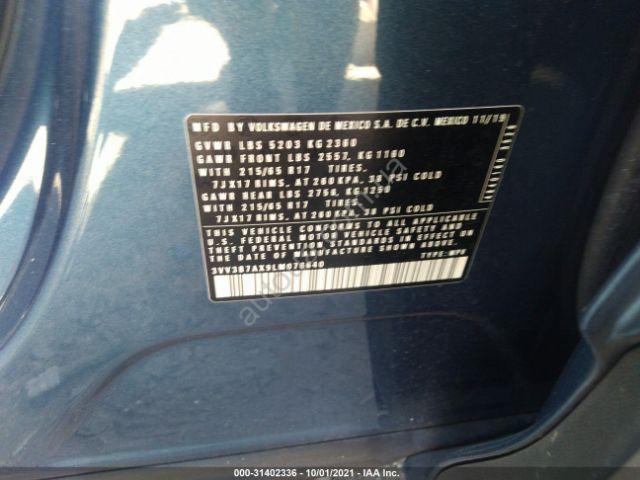 MFD BY VOLKSWAGEN DE MEXICO S.A. DE C.V. MEXICO 11/19
GVWR LBS 5203 KG 2360
GAWR FRONT LBS 2557, KG 1160
WITH 215/65 R17 TIRES,
7JX17 RIMS, AT 260 KPA, 38 PSI COLD
GAWR REAR LBS 2756, KG 1250
WITH 215/65 R17 TIRES,
7JX17 RIMS, AT 260 KPA, 38 PSI COLD
THIS VEHICLE CONFORMS TO ALL APPLICABLE
U.S. FEDERAL MOTOR VEHICLE SAFETY AND
THEFT PREVENTION STANDARDS IN EFFECT ON
THE DATE OF MANUFACTURE SHOWN ABOVE.
TYPE: MPV
000-31402336 - 10/01/2021 - IAA Inc.